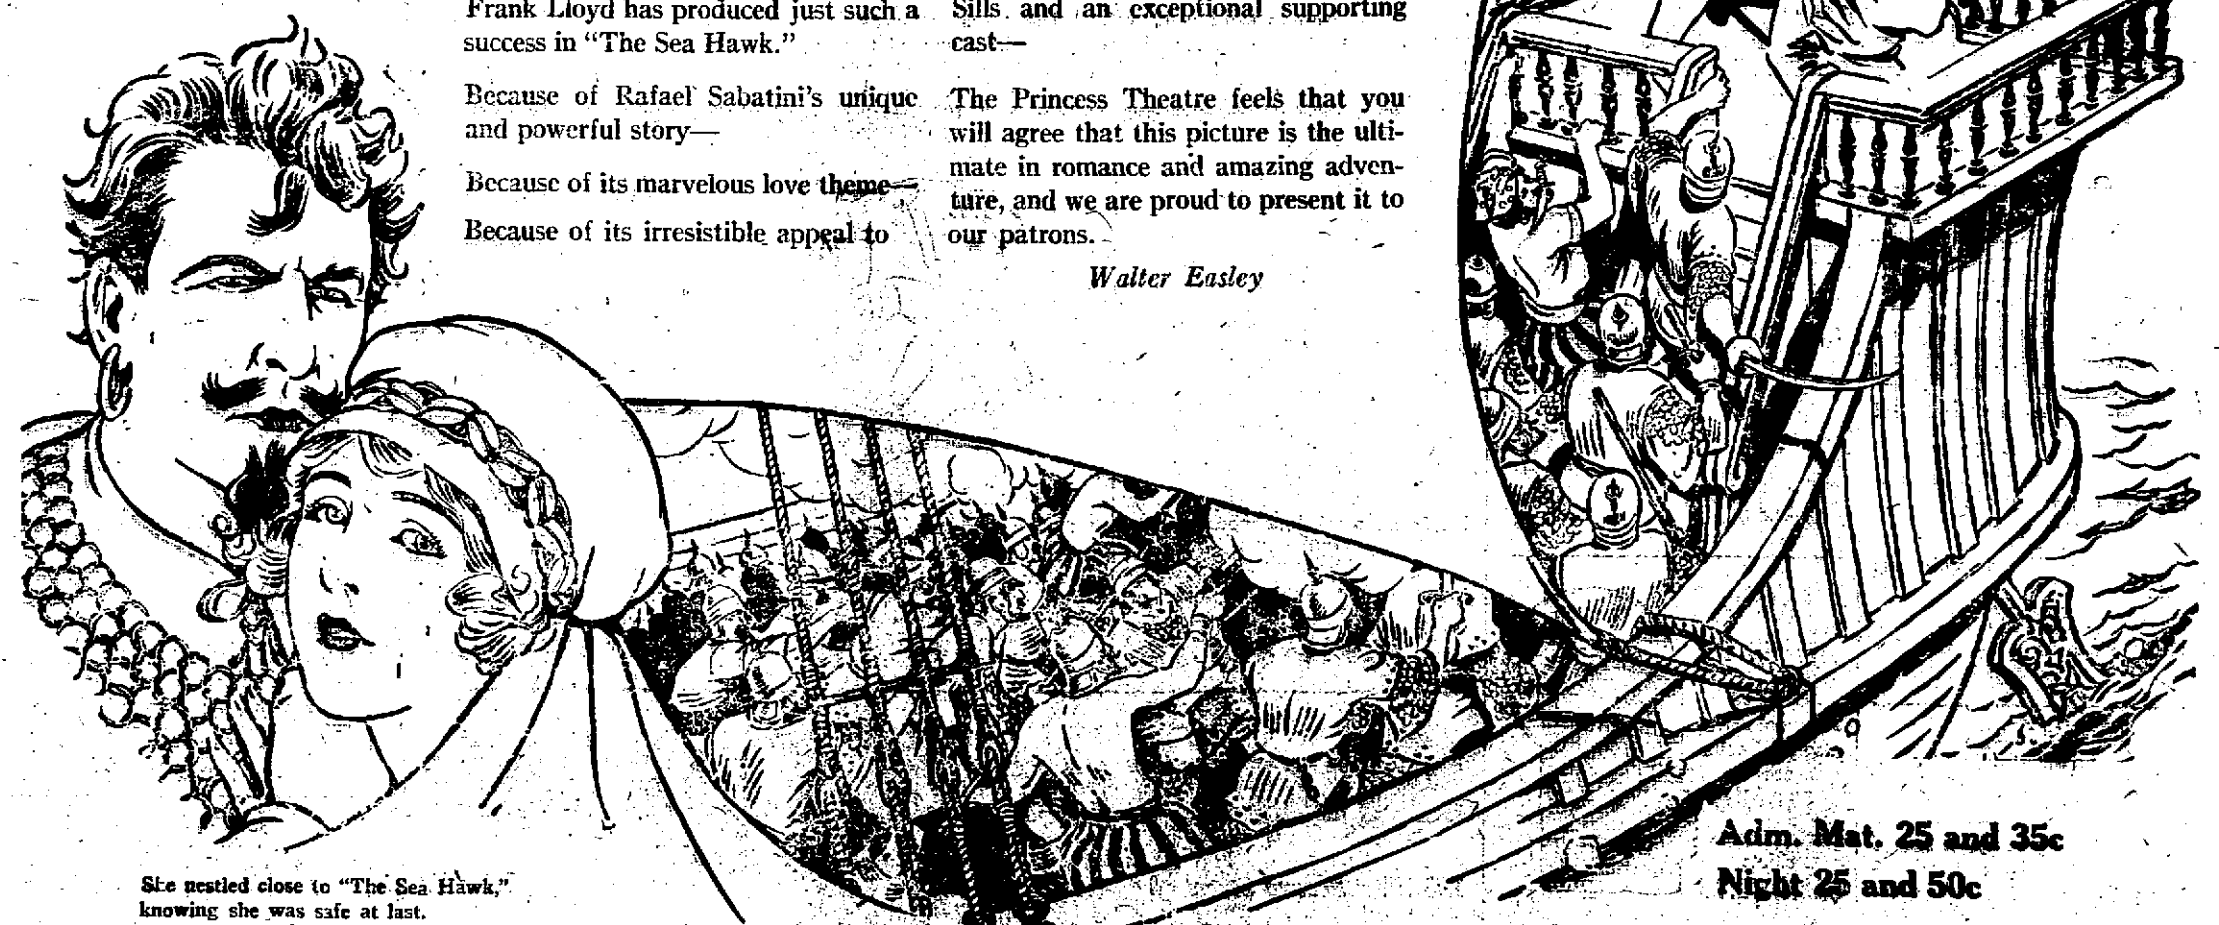 Frank Lloyd has produced just such a
success in "The Sea Hawk."
Because of Rafael Sabatini's unique
and powerful story—
Because of its marvelous love theme—
Because of its irresistible appeal to
Sills and an exceptional supporting
cast—
The Princess Theatre feels that you
will agree that this picture is the ulti-
mate in romance and amazing adven-
ture, and we are proud to present it to
our patrons.
Walter Easley
She nestled close to "The Sea Hawk,"
knowing she was safe at last.
Adm. Mat. 25 and 35c
Night 25 and 50c